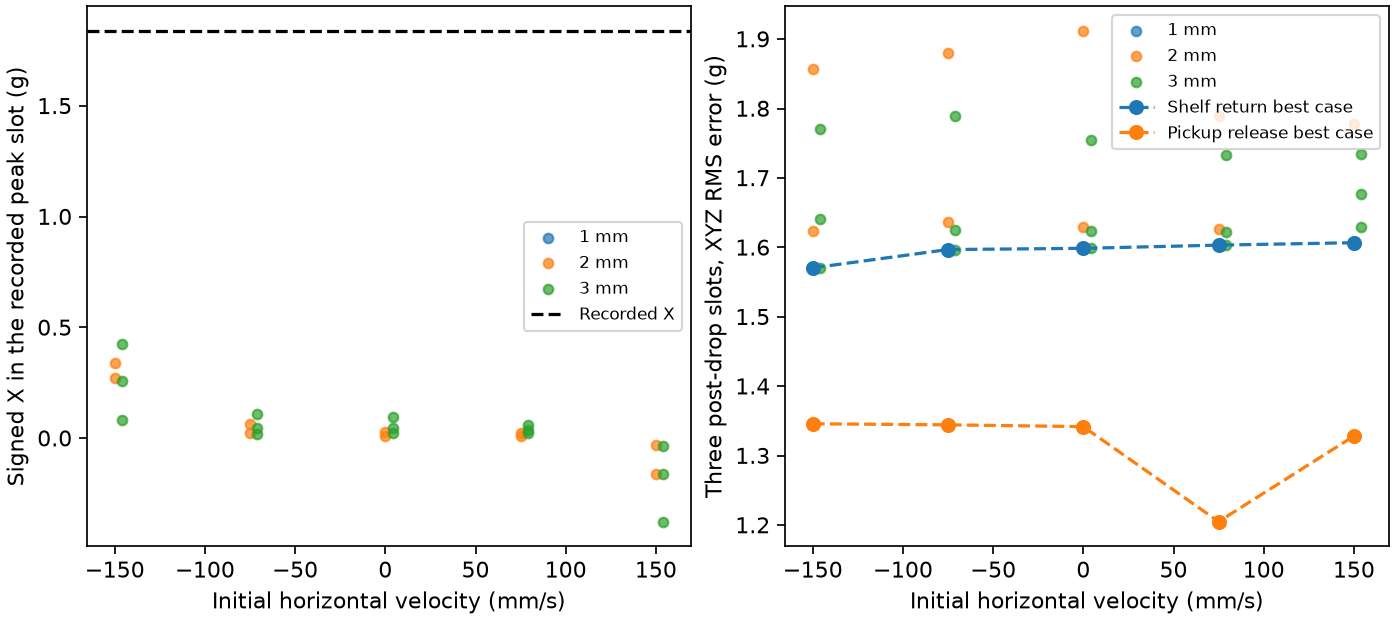 Signed X in the recorded peak slot (g)
1.5
1.0
0.5
0.0
1 mm
2 mm
3 mm
Recorded X
−150
−100
−50
0
50
100
150
Initial horizontal velocity (mm/s)
Three post-drop slots, XYZ RMS error (g)
1.9
1.8
1.7
1.6
1.5
1.4
1.3
1.2
1 mm
2 mm
3 mm
Shelf return best case
Pickup release best case
−150
−100
−50
0
50
100
150
Initial horizontal velocity (mm/s)